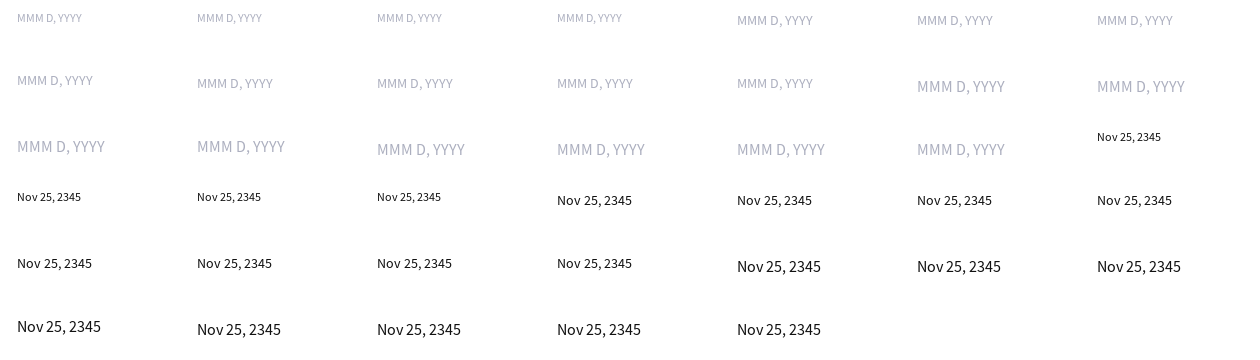 MMM D, YYYY MMM D, YYYY MMM D, YYYY MMM D, YYYY MMM D, YYYY MMM D, YYYY MMM D, YYYY
MMM D, YYYY MMM D, YYYY MMM D, YYYY MMM D, YYYY MMM D, YYYY MMM D, YYYY MMM D, YYYY
MMM D, YYYY MMM D, YYYY MMM D, YYYY MMM D, YYYY MMM D, YYYY MMM D, YYYY Nov 25, 2345
Nov 25, 2345 Nov 25, 2345 Nov 25, 2345 Nov 25, 2345 Nov 25, 2345 Nov 25, 2345 Nov 25, 2345
Nov 25, 2345 Nov 25, 2345 Nov 25, 2345 Nov 25, 2345 Nov 25, 2345 Nov 25, 2345 Nov 25, 2345
Nov 25, 2345 Nov 25, 2345 Nov 25, 2345 Nov 25, 2345 Nov 25, 2345